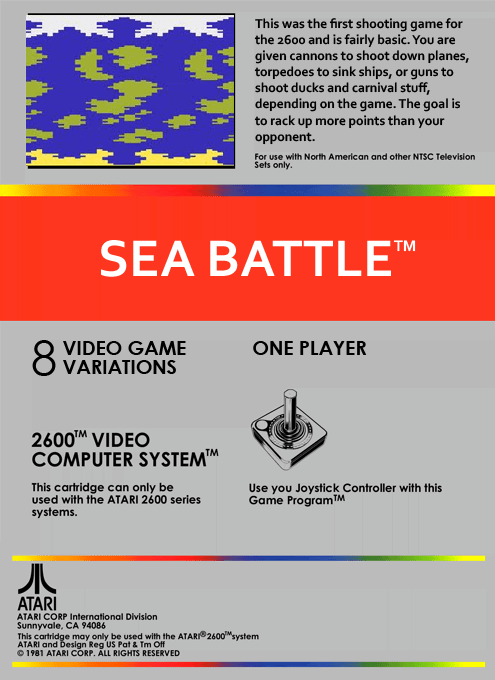 This was the first shooting game for
the 2600 and is fairly basic. You are
given cannons to shoot down planes,
torpedoes to sink ships, or guns to
shoot ducks and carnival stuff,
depending on the game. The goal is
to rack up more points than your
opponent.
For use with North American and other NTSC Television
Sets only.
SEA BATTLE™
8 VIDEO GAME
VARIATIONS
ONE PLAYER
2600™ VIDEO
COMPUTER SYSTEM™
This cartridge can only be
used with the ATARI 2600 series
systems.
Use you Joystick Controller with this
Game Program™
ATARI
ATARI CORP International Division
Sunnyvale, CA 94086
This cartridge may only be used with the ATARI®2600™system
ATARI and Design Reg US Pat & Tm Off
© 1981 ATARI CORP. ALL RIGHTS RESERVED